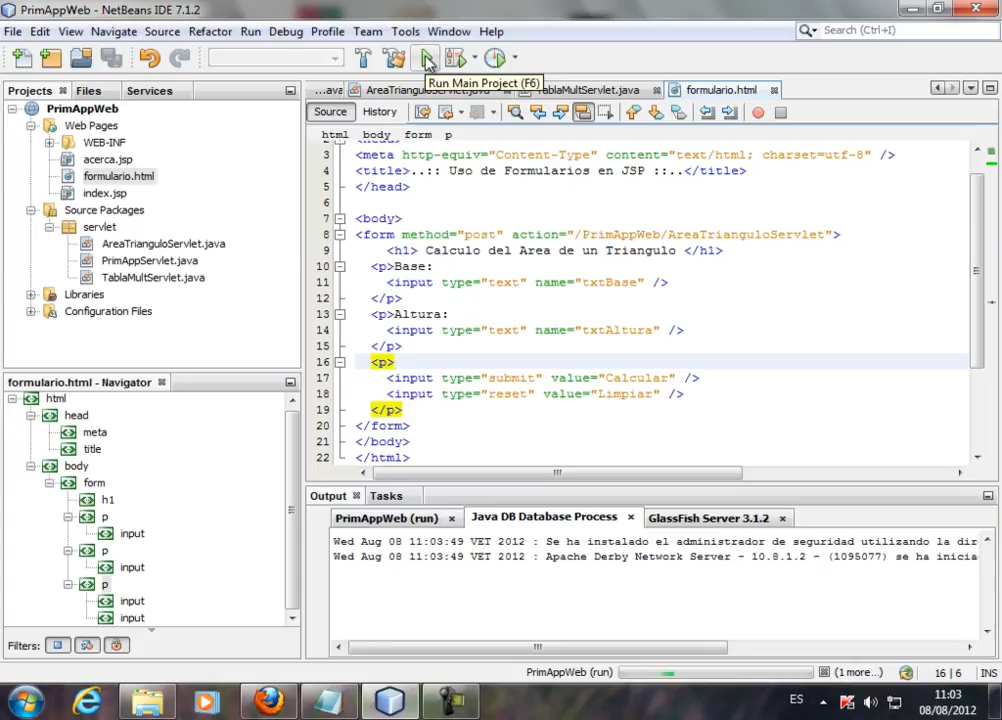 PrimAppWeb - NetBeans IDE 7.1.2
File Edit View Navigate Source Refactor Run Debug Profile Team Tools Window Help
Search (Ctrl+I)
Run Main Project (F6)
Projects Files Services
...ava AreaTriangu TablaMultServlet.java formulario.html
Source History
html body form p
PrimAppWeb
Web Pages
WEB-INF
acerca.jsp
formulario.html
index.jsp
Source Packages
servlet
AreaTrianguloServlet.java
PrimAppServlet.java
TablaMultServlet.java
Libraries
Configuration Files
2 <head>
3 <meta http-equiv="Content-Type" content="text/html; charset=utf-8" />
4 <title>..:: Uso de Formularios en JSP ::..</title>
5 </head>
6
7 <body>
8 <form method="post" action="/PrimAppWeb/AreaTrianguloServlet">
9 <h1> Calculo del Area de un Triangulo </h1>
10 <p>Base:
11 <input type="text" name="txtBase" />
12 </p>
13 <p>Altura:
14 <input type="text" name="txtAltura" />
15 </p>
16 <p>
17 <input type="submit" value="Calcular" />
18 <input type="reset" value="Limpiar" />
19 </p>
20 </form>
21 </body>
22 </html>
formulario.html - Navigator
html
head
meta
title
body
form
h1
p
input
p
input
p
input
input
Filters:
Output Tasks
PrimAppWeb (run) Java DB Database Process GlassFish Server 3.1.2
Wed Aug 08 11:03:49 VET 2012 : Se ha instalado el administrador de seguridad utilizando la dir
Wed Aug 08 11:03:49 VET 2012 : Apache Derby Network Server - 10.8.1.2 - (1095077) se ha inicia
PrimAppWeb (run) (1 more...) 16 | 6 INS
ES 11:03
08/08/2012